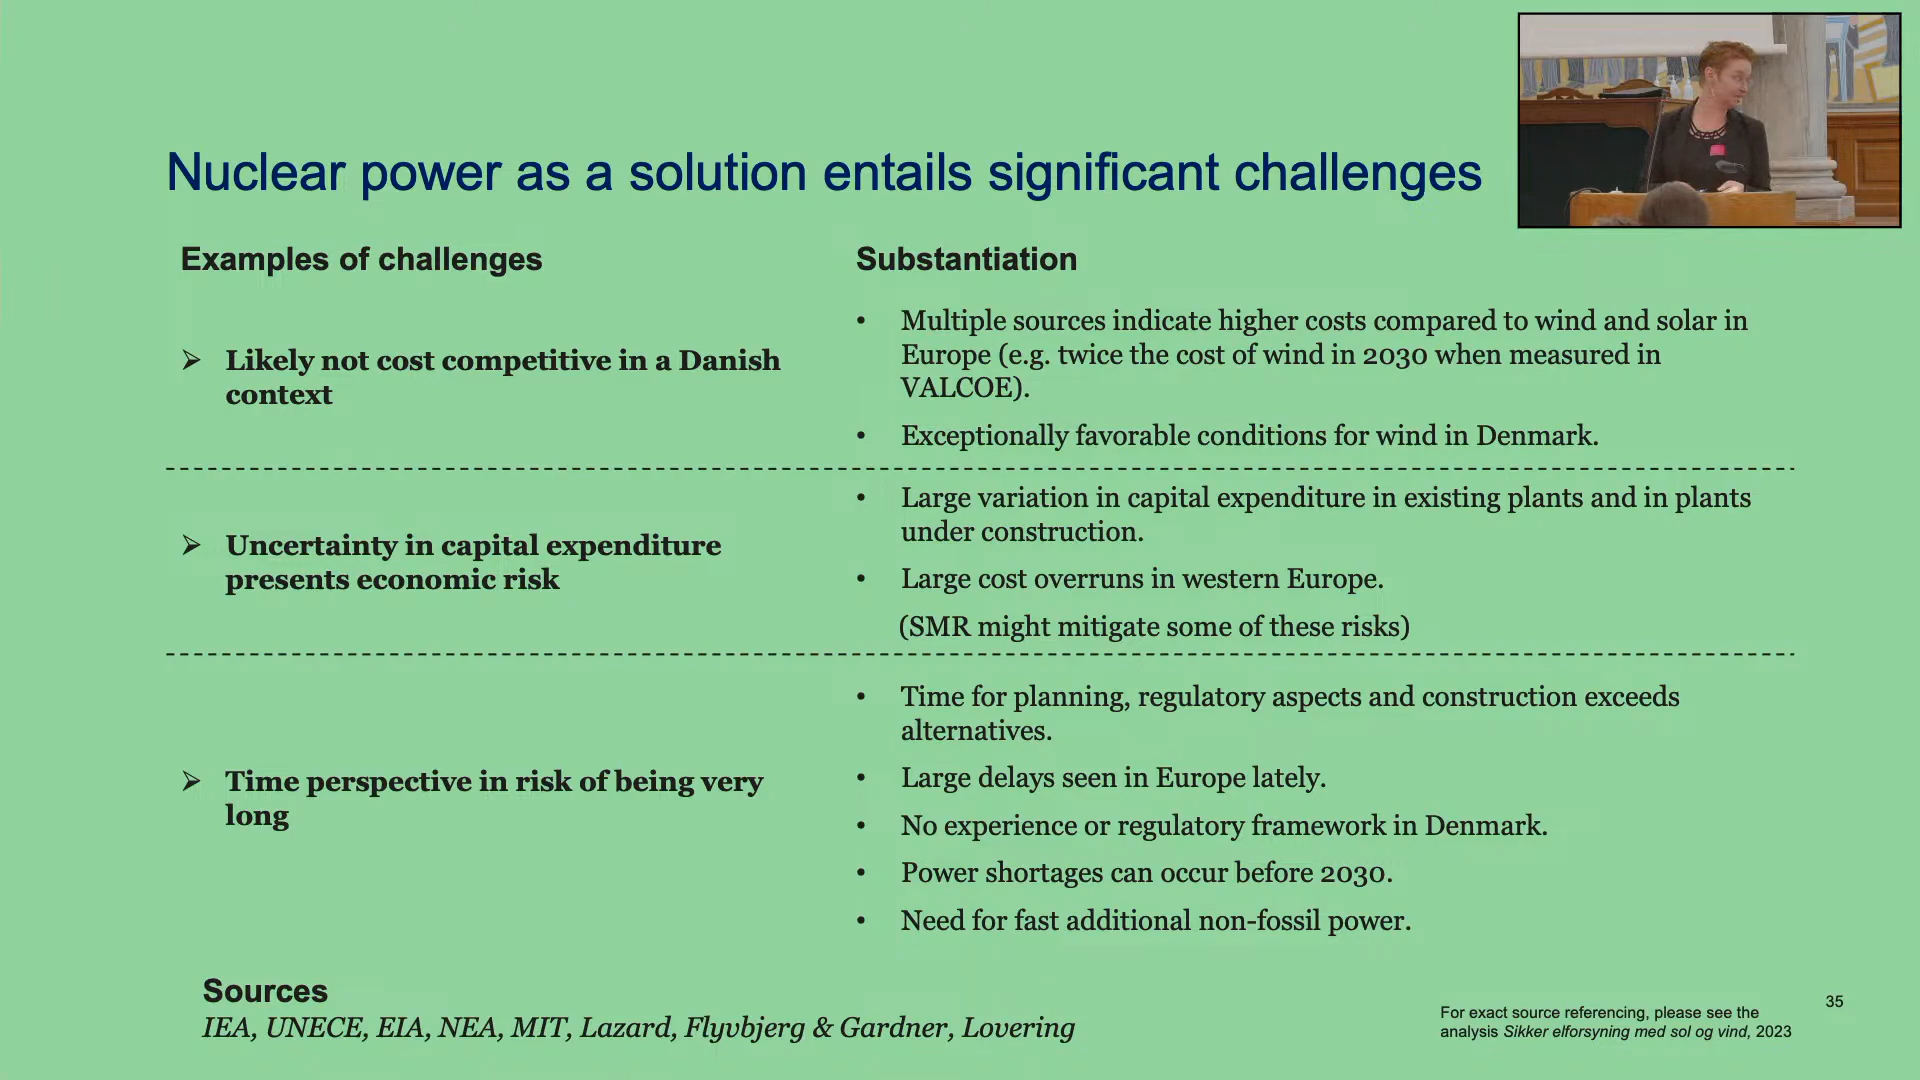 Nuclear power as a solution entails significant challenges
Examples of challenges
Substantiation
➢ Likely not cost competitive in a Danish
context
• Multiple sources indicate higher costs compared to wind and solar in
Europe (e.g. twice the cost of wind in 2030 when measured in
VALCOE).
• Exceptionally favorable conditions for wind in Denmark.
➢ Uncertainty in capital expenditure
presents economic risk
• Large variation in capital expenditure in existing plants and in plants
under construction.
• Large cost overruns in western Europe.
(SMR might mitigate some of these risks)
➢ Time perspective in risk of being very
long
• Time for planning, regulatory aspects and construction exceeds
alternatives.
• Large delays seen in Europe lately.
• No experience or regulatory framework in Denmark.
• Power shortages can occur before 2030.
• Need for fast additional non-fossil power.
Sources
IEA, UNECE, EIA, NEA, MIT, Lazard, Flyvbjerg & Gardner, Lovering
For exact source referencing, please see the
analysis Sikker elforsyning med sol og vind, 2023
35